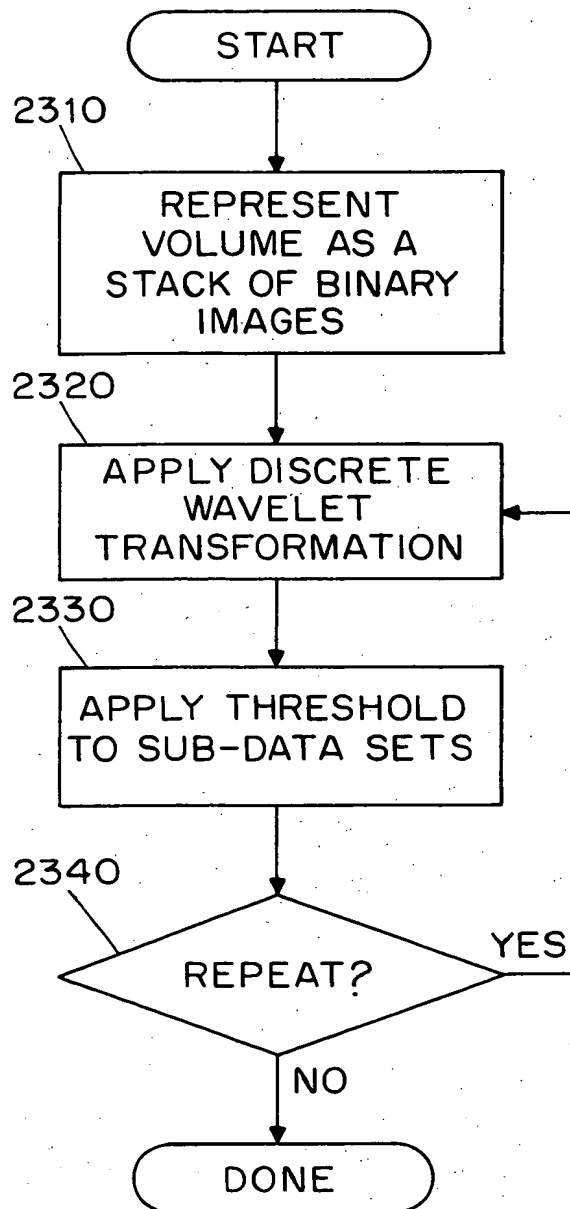 START
2310
REPRESENT
VOLUME AS A
STACK OF BINARY
IMAGES
2320
APPLY DISCRETE
WAVELET
TRANSFORMATION
2330
APPLY THRESHOLD
TO SUB-DATA SETS
2340
REPEAT?
YES
NO
DONE